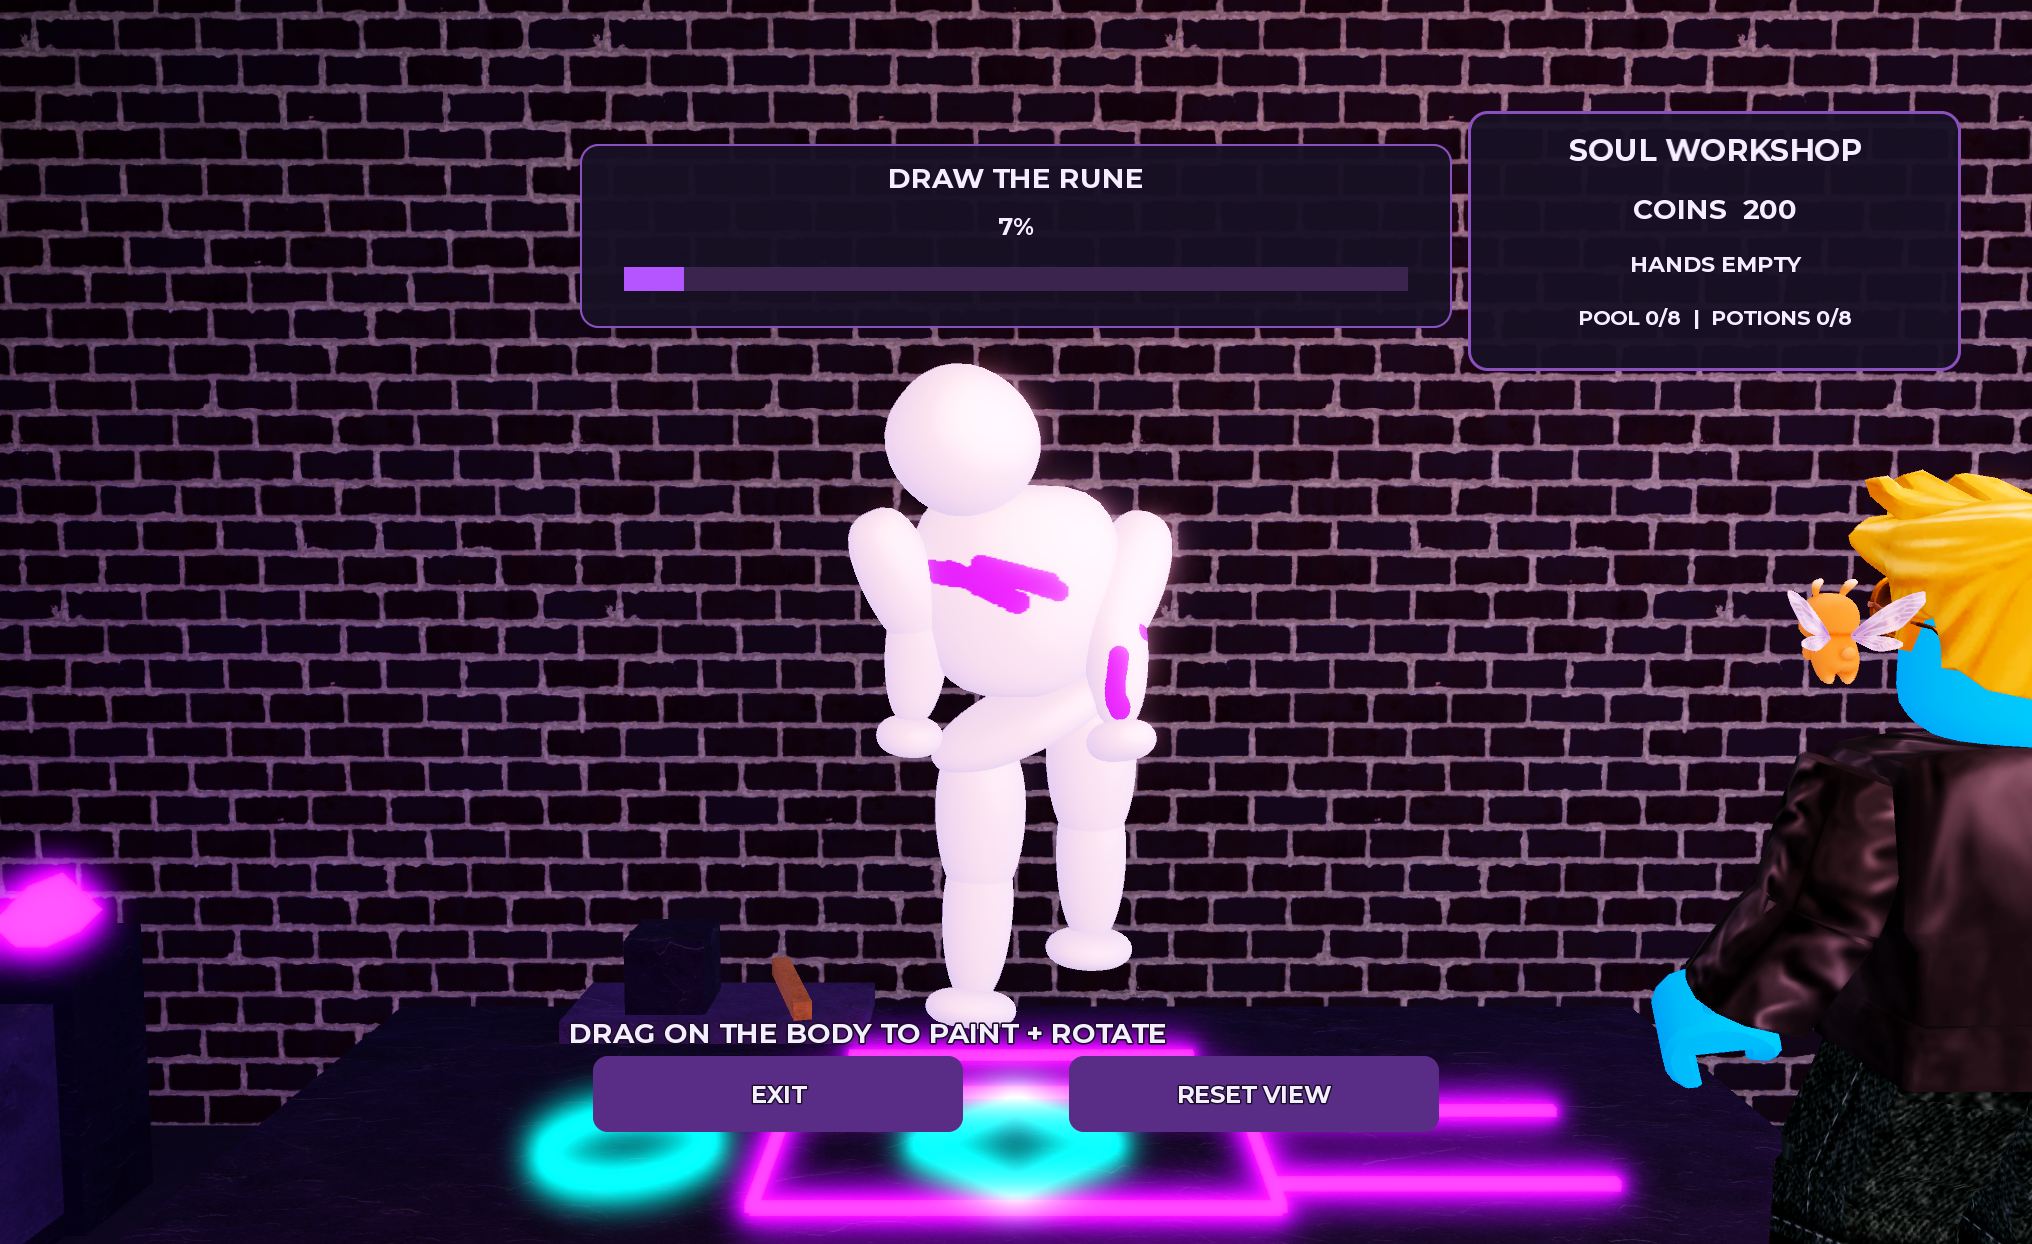 DRAW THE RUNE
7%
SOUL WORKSHOP
COINS 200
HANDS EMPTY
POOL 0/8 | POTIONS 0/8
DRAG ON THE BODY TO PAINT + ROTATE
EXIT
RESET VIEW